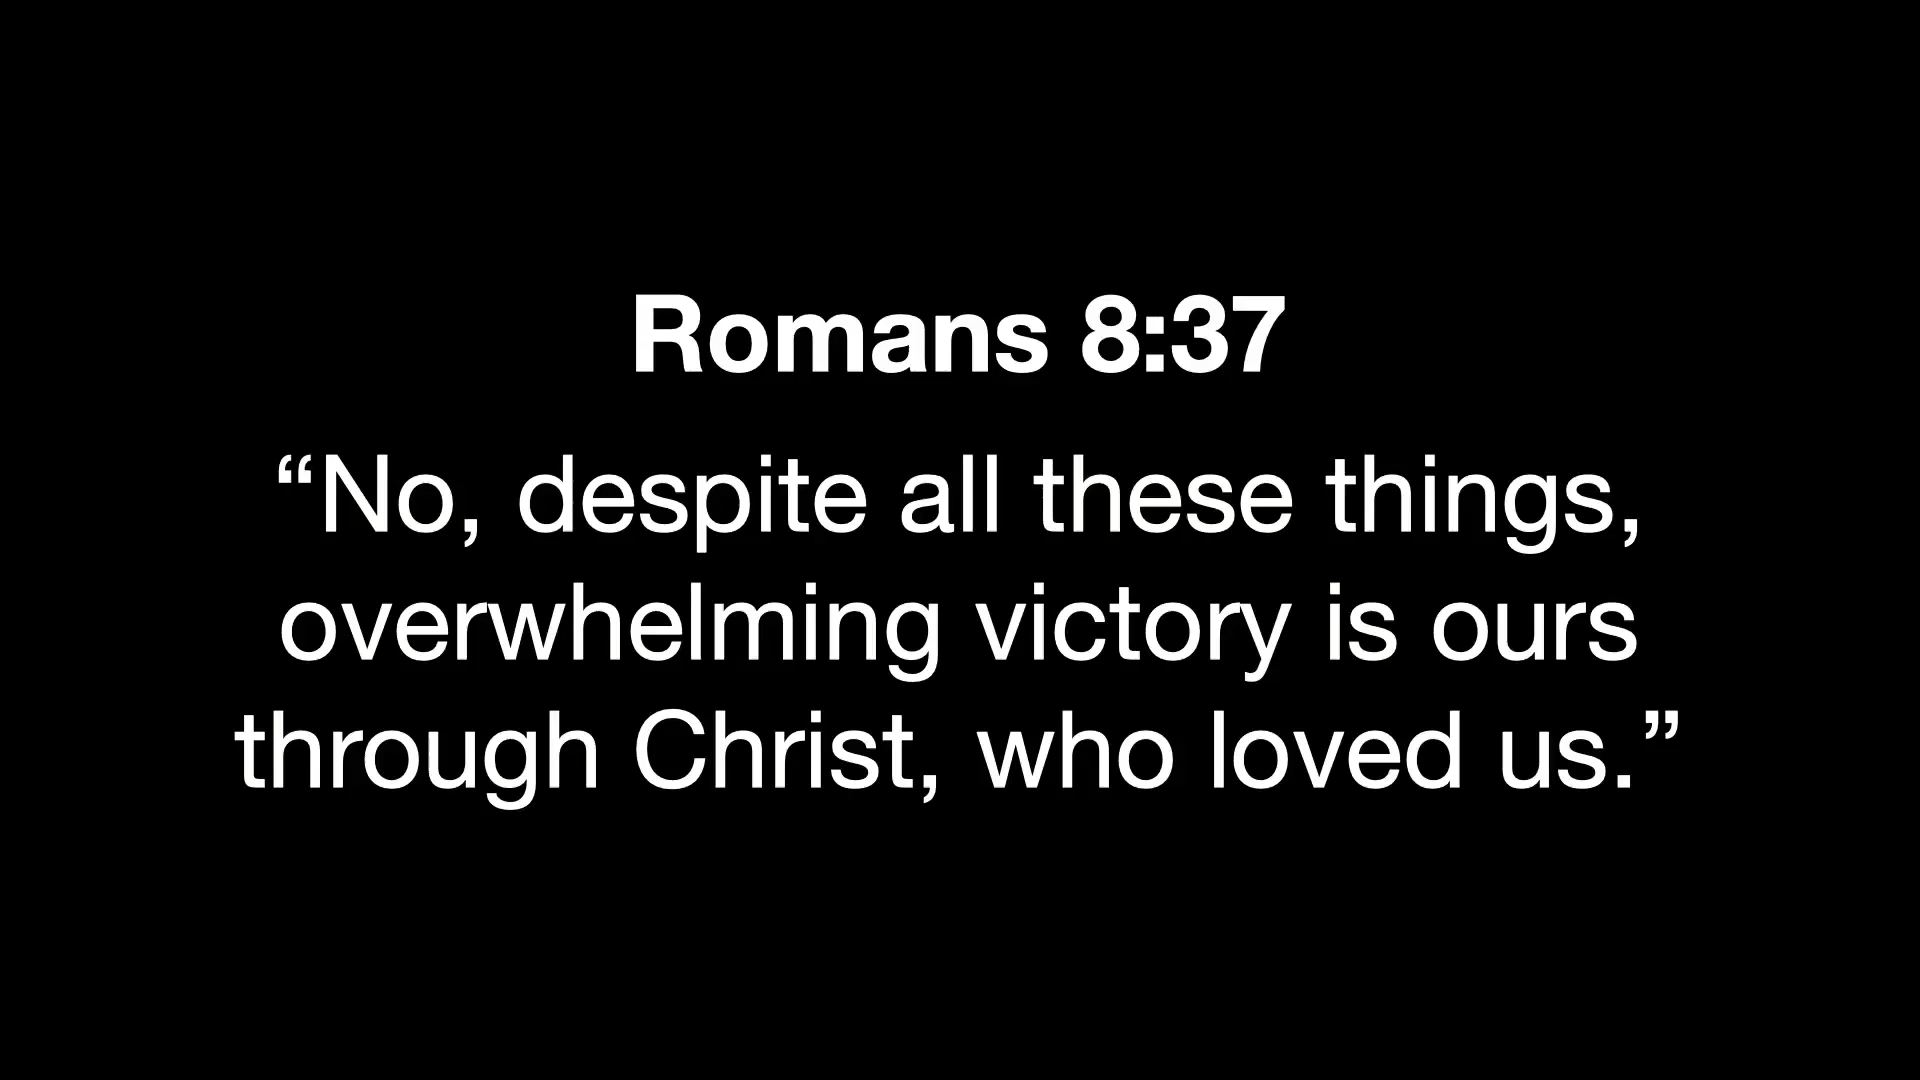 Romans 8:37
“No, despite all these things,
overwhelming victory is ours
through Christ, who loved us.”